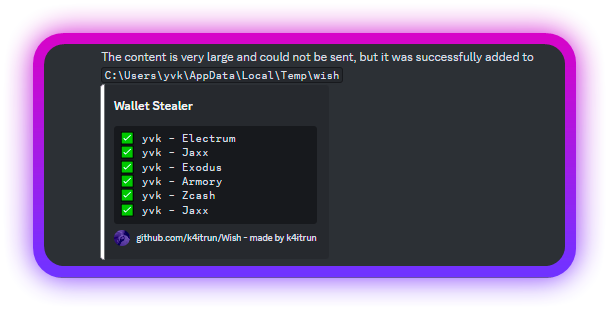 The content is very large and could not be sent, but it was successfully added to
C:\Users\yvk\AppData\Local\Temp\wish
Wallet Stealer
✅ yvk - Electrum
✅ yvk - Jaxx
✅ yvk - Exodus
✅ yvk - Armory
✅ yvk - Zcash
✅ yvk - Jaxx
github.com/k4itrun/Wish - made by k4itrun